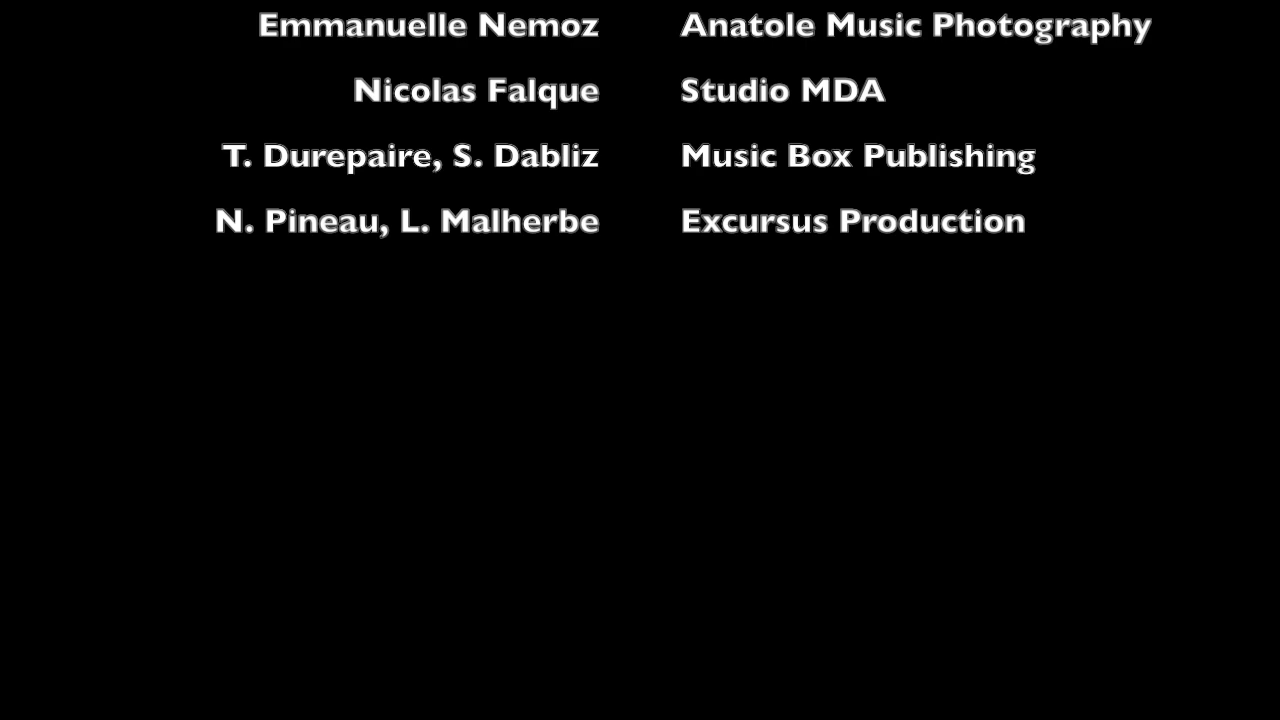 Emmanuelle Nemoz Anatole Music Photography
Nicolas Falque Studio MDA
T. Durepaire, S. Dabliz Music Box Publishing
N. Pineau, L. Malherbe Excursus Production